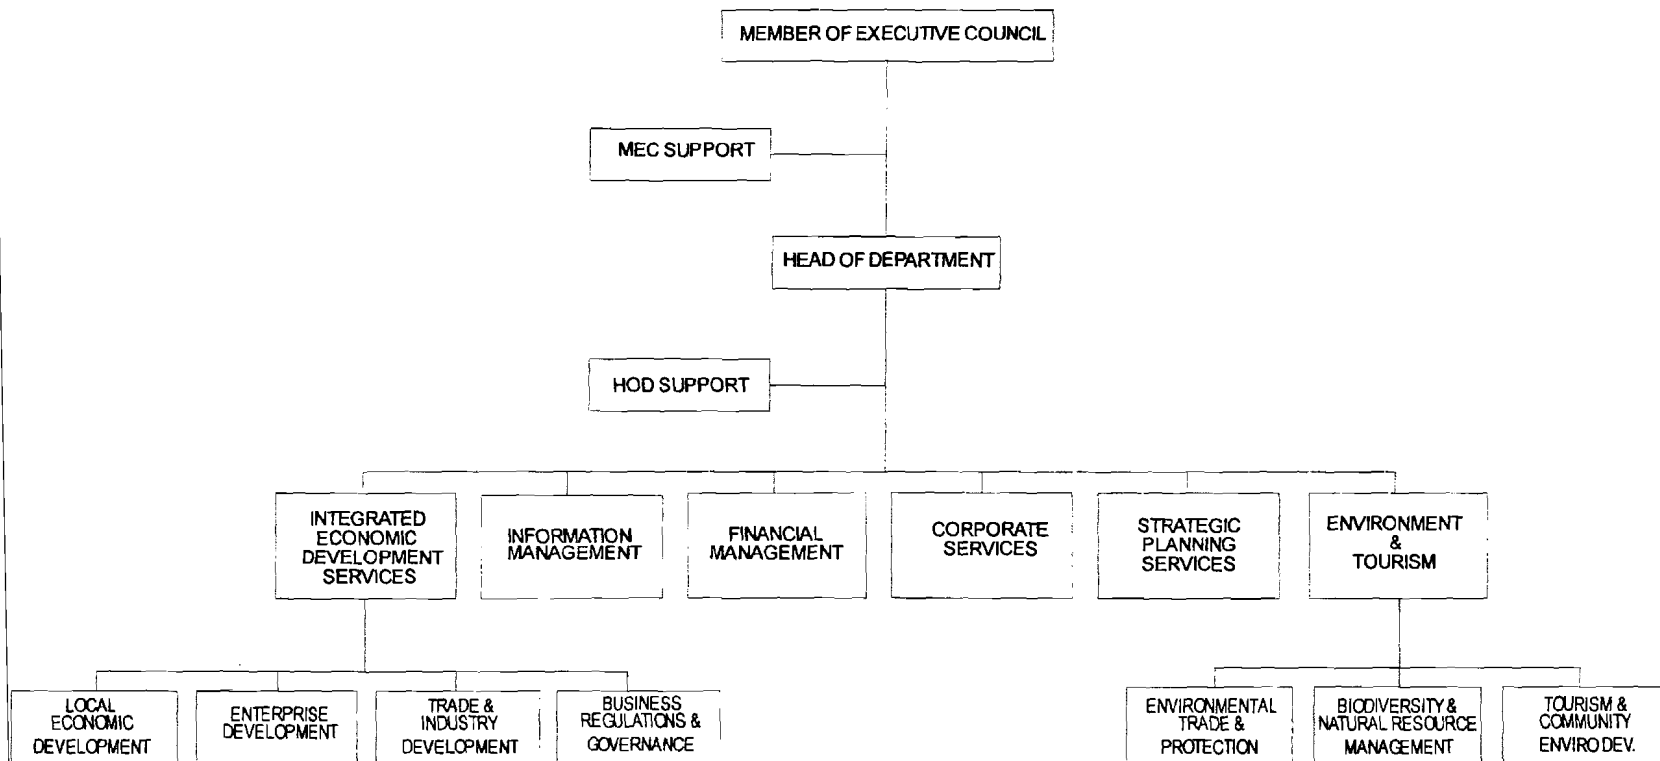 MEMBER OF EXECUTIVE COUNCIL
MEC SUPPORT
HEAD OF DEPARTMENT
HOD SUPPORT
INTEGRATED
ECONOMIC
DEVELOPMENT
SERVICES
INFORMATION
MANAGEMENT
FINANCIAL
MANAGEMENT
CORPORATE
SERVICES
STRATEGIC
PLANNING
SERVICES
ENVIRONMENT
&
TOURISM
LOCAL
ECONOMIC
DEVELOPMENT
ENTERPRISE
DEVELOPMENT
TRADE &
INDUSTRY
DEVELOPMENT
BUSINESS
REGULATIONS &
GOVERNANCE
ENVIRONMENTAL
TRADE &
PROTECTION
BIODIVERSITY &
NATURAL RESOURCE
MANAGEMENT
TOURISM &
COMMUNITY
ENVIRO DEV.